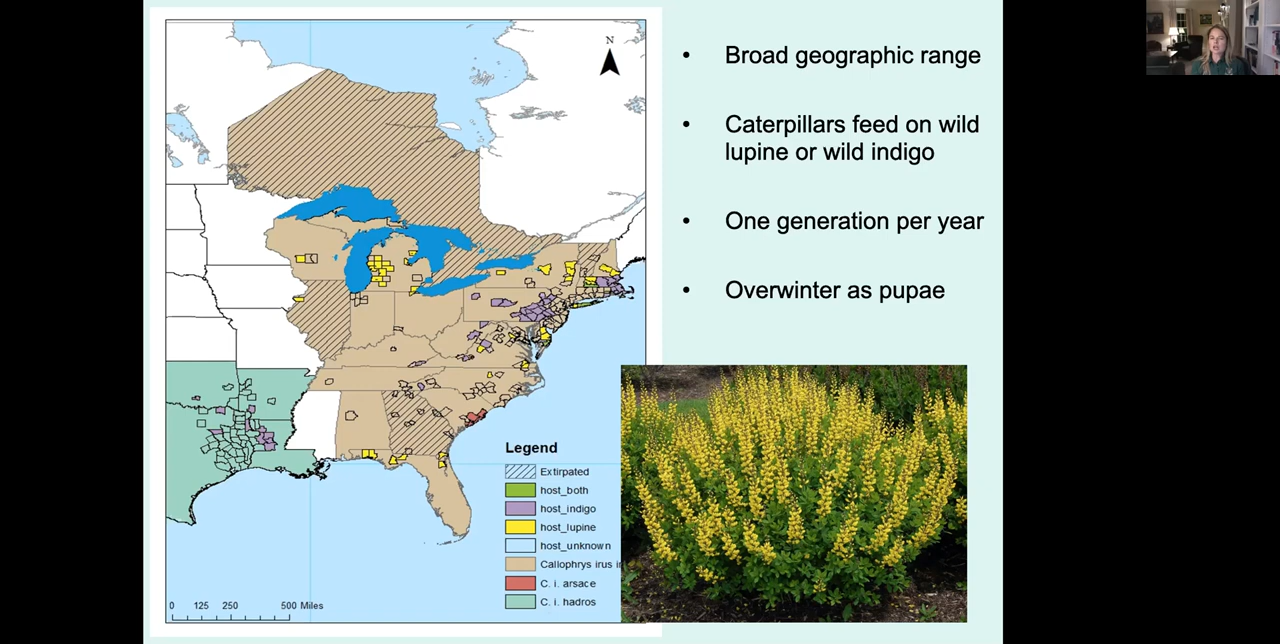 N
• Broad geographic range
• Caterpillars feed on wild
lupine or wild indigo
• One generation per year
• Overwinter as pupae
Legend
Extirpated
host_both
host_indigo
host_lupine
host_unknown
Callophrys irus i
C. i. arsace
C. i. hadros
0 125 250 500 Miles